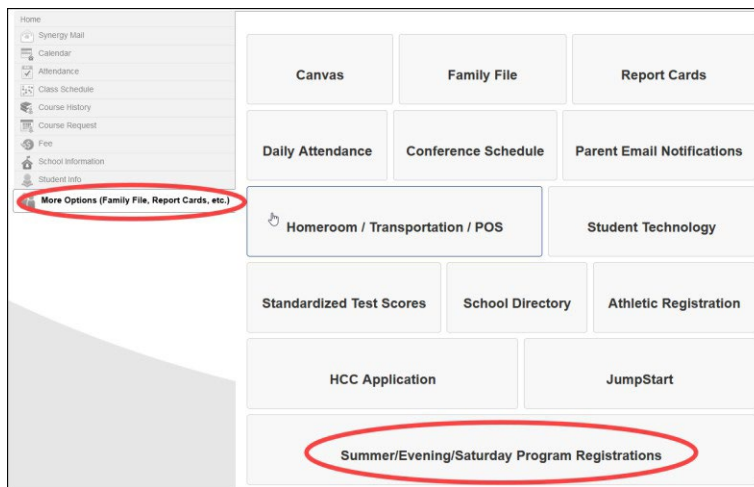 Home
Synergy Mail
Calendar
Attendance
Class Schedule
Course History
Course Request
Fee
School Information
Student Info
More Options (Family File, Report Cards, etc.)
Canvas
Family File
Report Cards
Daily Attendance
Conference Schedule
Parent Email Notifications
Homeroom / Transportation / POS
Student Technology
Standardized Test Scores
School Directory
Athletic Registration
HCC Application
JumpStart
Summer/Evening/Saturday Program Registrations